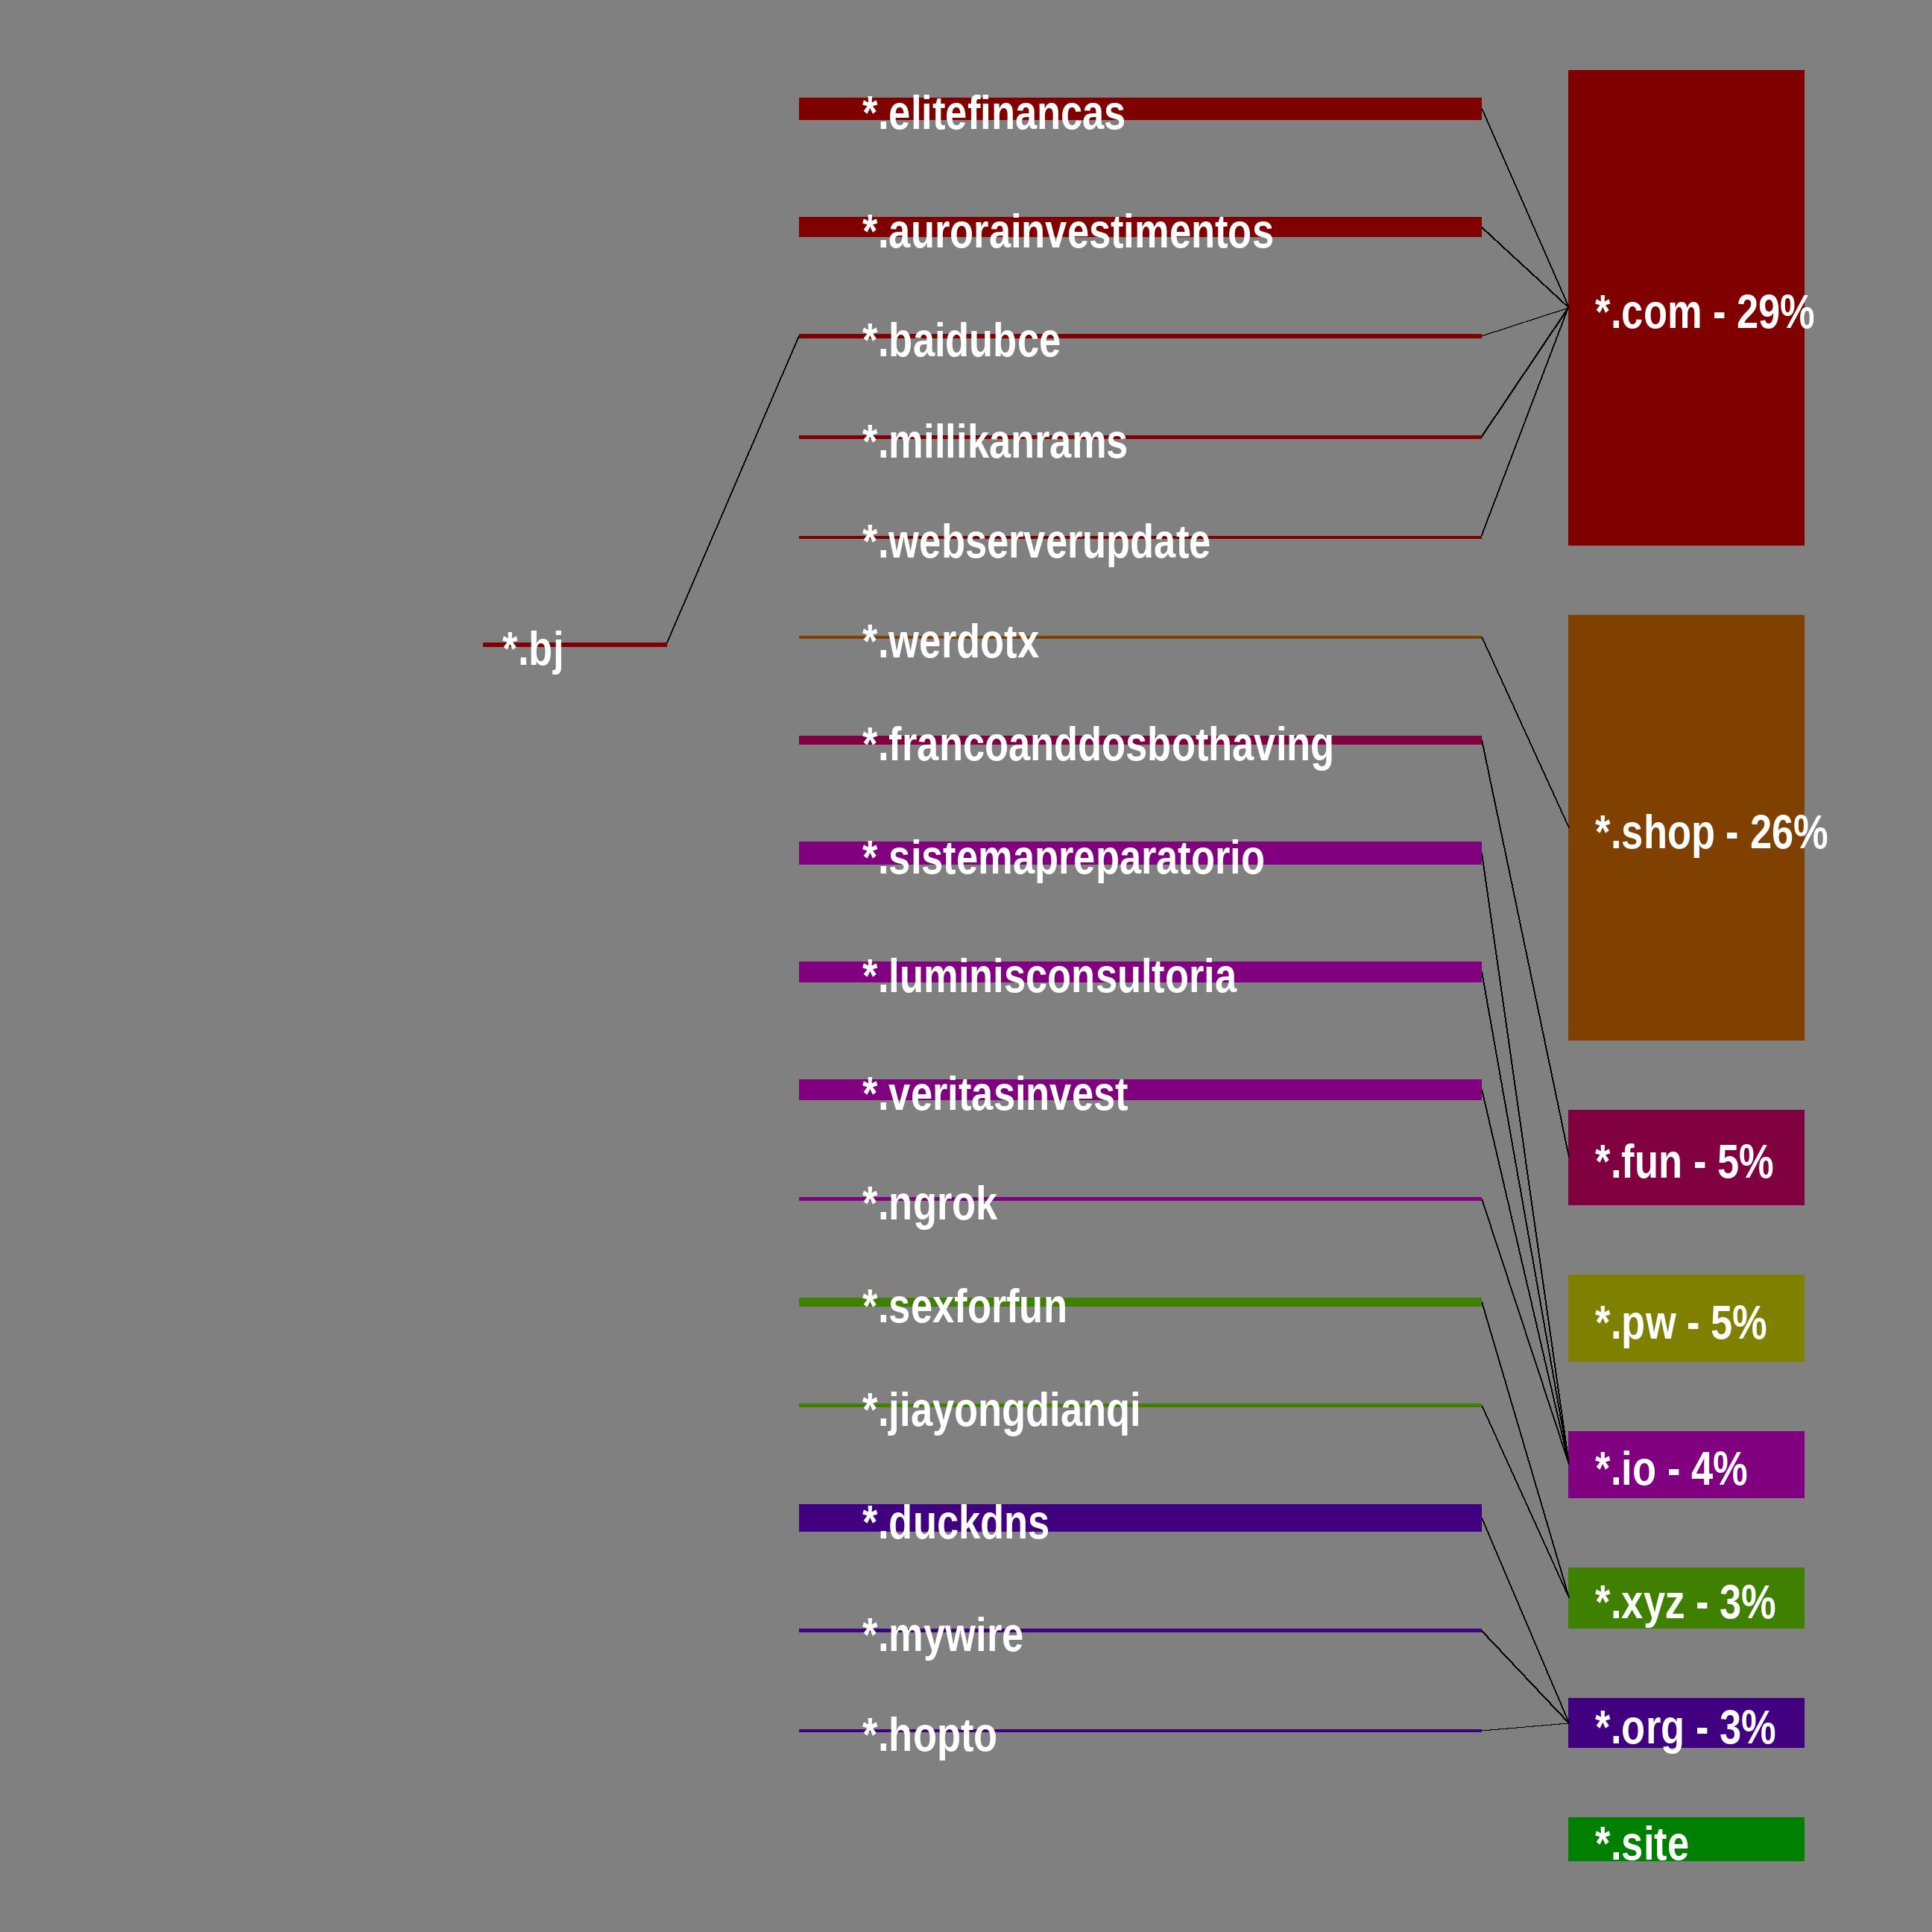 *.elitefinancas
*.aurorainvestimentos
*.baidubce
*.millikanrams
*.webserverupdate
*.werdotx
*.bj
*.francoanddosbothaving
*.sistemapreparatorio
*.luminisconsultoria
*.veritasinvest
*.ngrok
*.sexforfun
*.jiayongdianqi
*.duckdns
*.mywire
*.hopto
*.com - 29%
*.shop - 26%
*.fun - 5%
*.pw - 5%
*.io - 4%
*.xyz - 3%
*.org - 3%
*.site